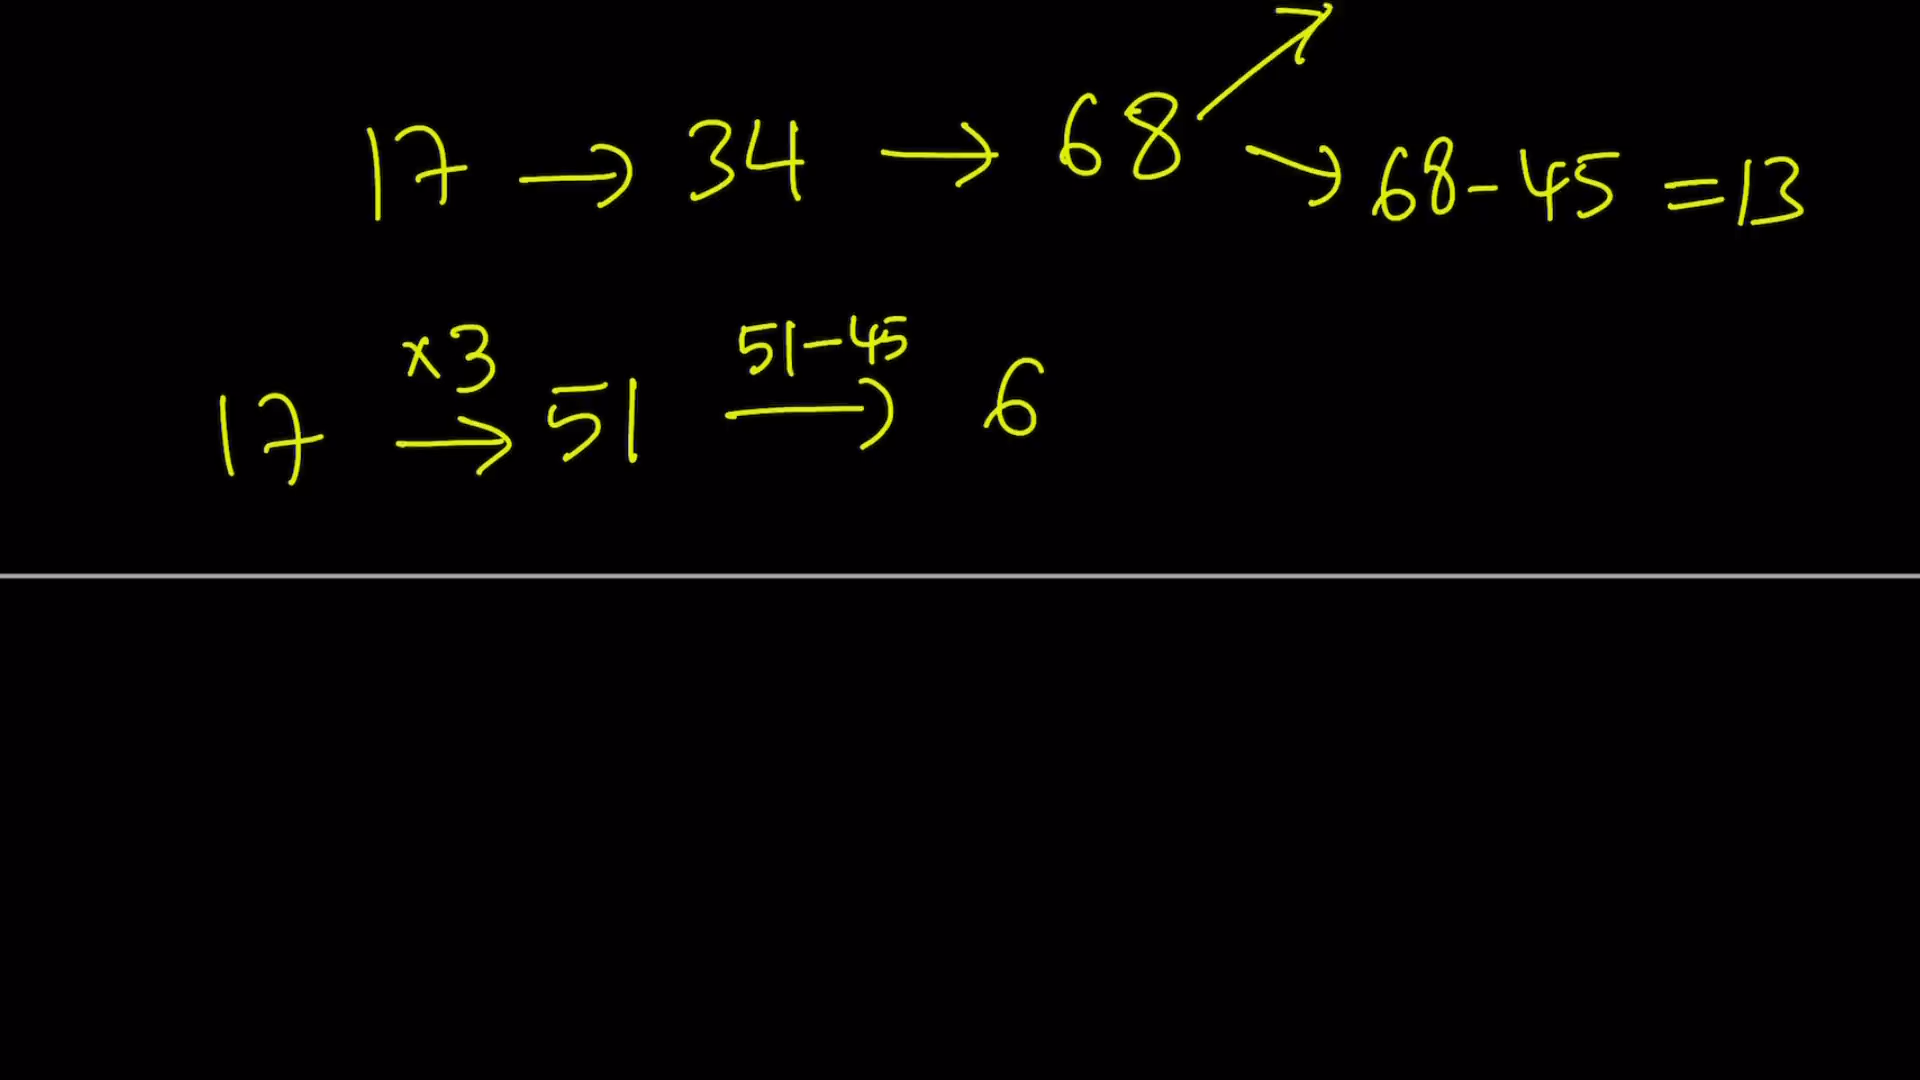 17 → 34 → 68 ↗ → 68-45 = 13
17 ×3 → 51 51-45 → 6